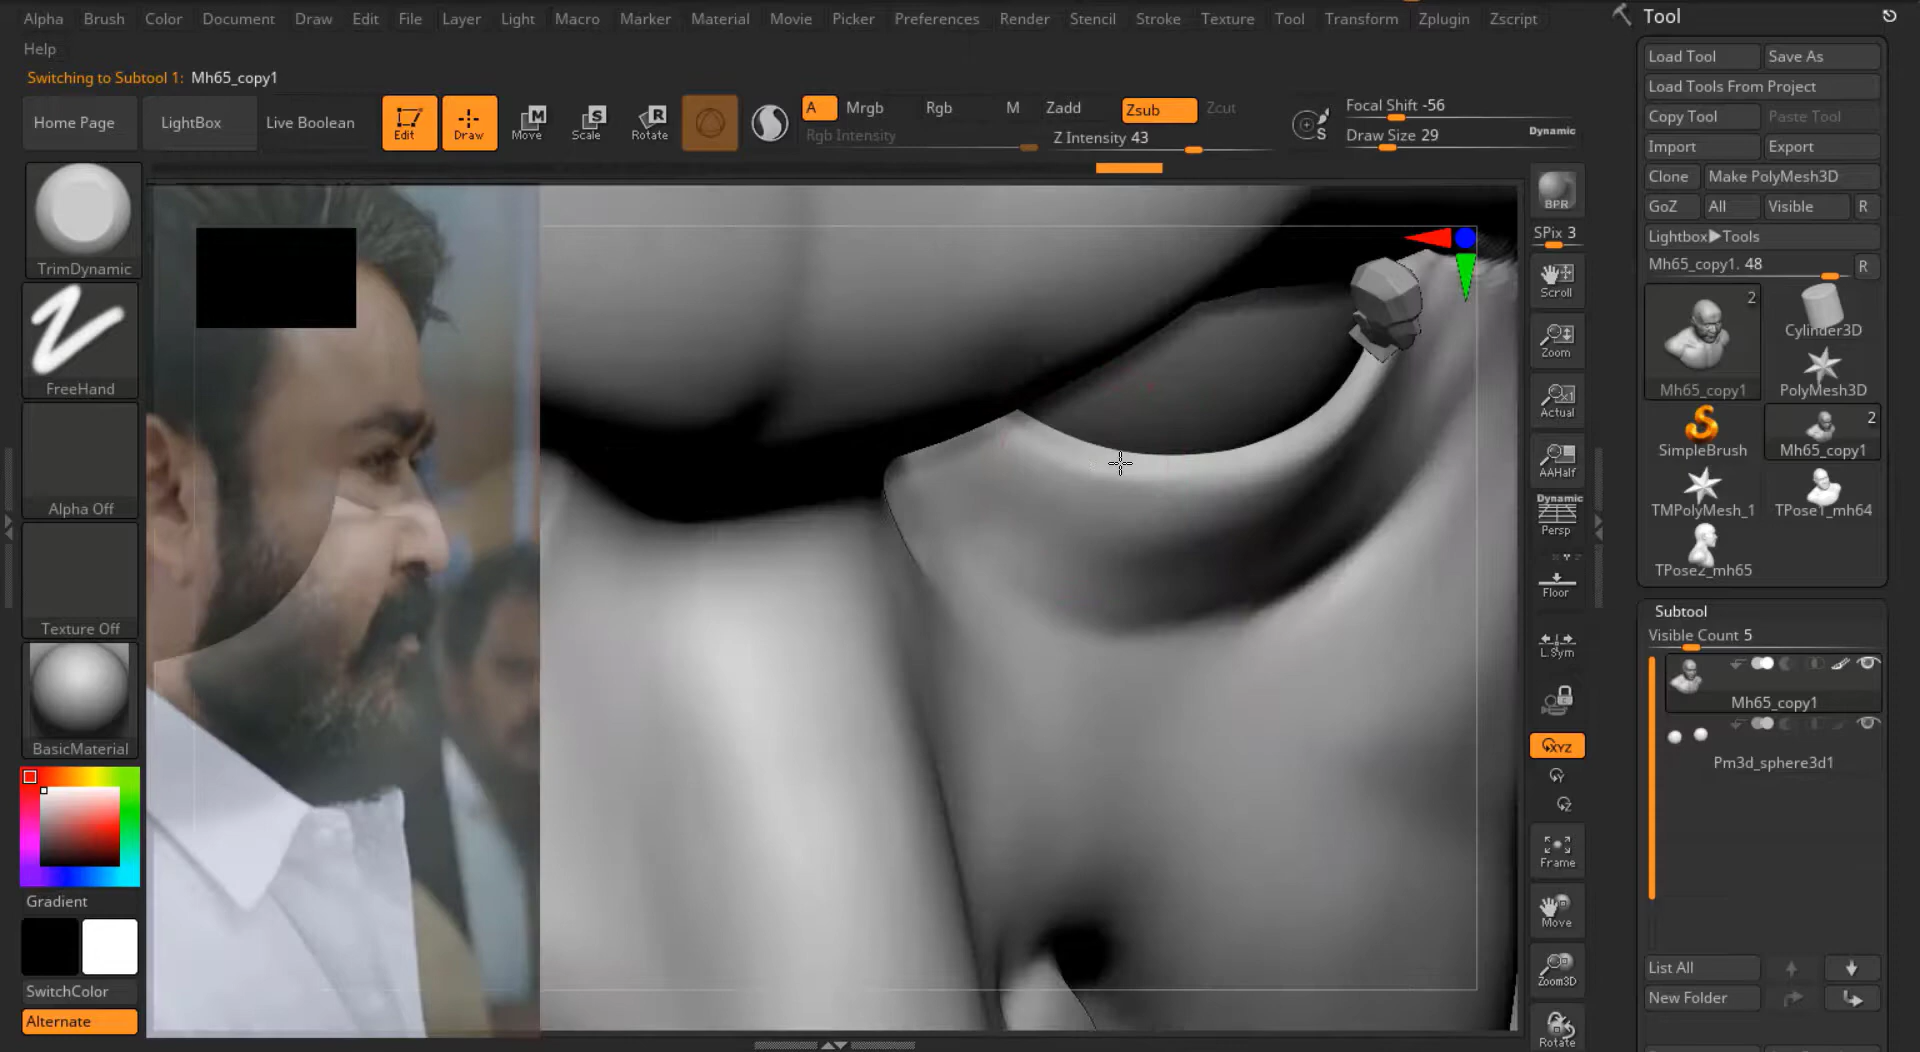 Alpha Brush Color Document Draw Edit File Layer Light Macro Marker Material Movie Picker Preferences Render Stencil Stroke Texture Tool Transform Zplugin Zscript
Help
Switching to Subtool 1: Mh65_copy1
Home Page LightBox Live Boolean Edit Draw Move Scale Rotate A Mrgb Rgb M Zadd Zsub Zcut
Rgb Intensity Z Intensity 43
Focal Shift -56
Draw Size 29 Dynamic
TrimDynamic
FreeHand
Alpha Off
Texture Off
BasicMaterial
Gradient
SwitchColor
Alternate
BPR
SPix 3
Scroll
Zoom
Actual
AAHalf
Dynamic
Persp
Floor
L.Sym
XYZ
Y
Z
Frame
Move
Zoom3D
Rotate
Tool
Load Tool Save As
Load Tools From Project
Copy Tool Paste Tool
Import Export
Clone Make PolyMesh3D
GoZ All Visible R
Lightbox▶Tools
Mh65_copy1. 48 R
2
Mh65_copy1
Cylinder3D
PolyMesh3D
SimpleBrush
2
Mh65_copy1
TMPolyMesh_1
TPose1_mh64
TPose2_mh65
Subtool
Visible Count 5
Mh65_copy1
Pm3d_sphere3d1
List All
New Folder